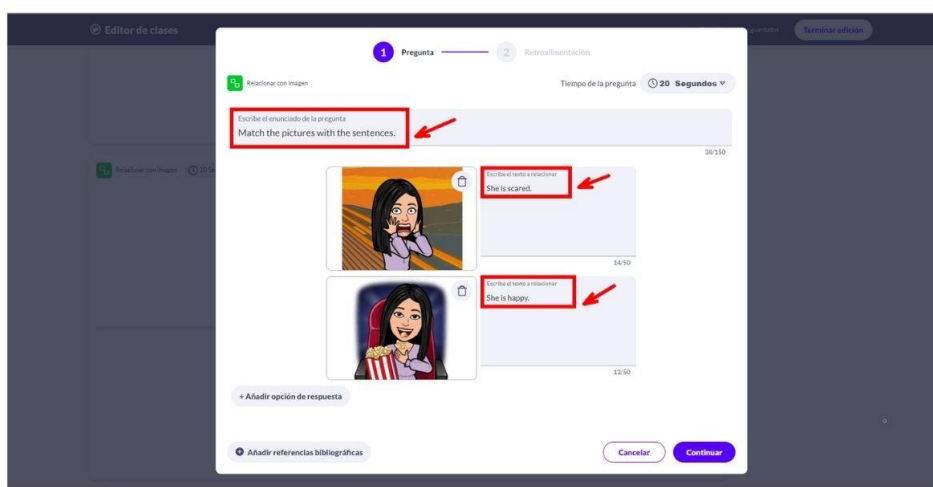 Editor de clases
guardado
Terminar edición
1 Pregunta
2 Retroalimentación
Relacionar con imagen
Tiempo de la pregunta
20 Segundos
Escribe el enunciado de la pregunta
Match the pictures with the sentences.
36/150
Relacionar con imagen
Escribe el texto a relacionar
She is scared.
14/50
Escribe el texto a relacionar
She is happy.
13/50
+ Añadir opción de respuesta
Añadir referencias bibliográficas
Cancelar
Continuar